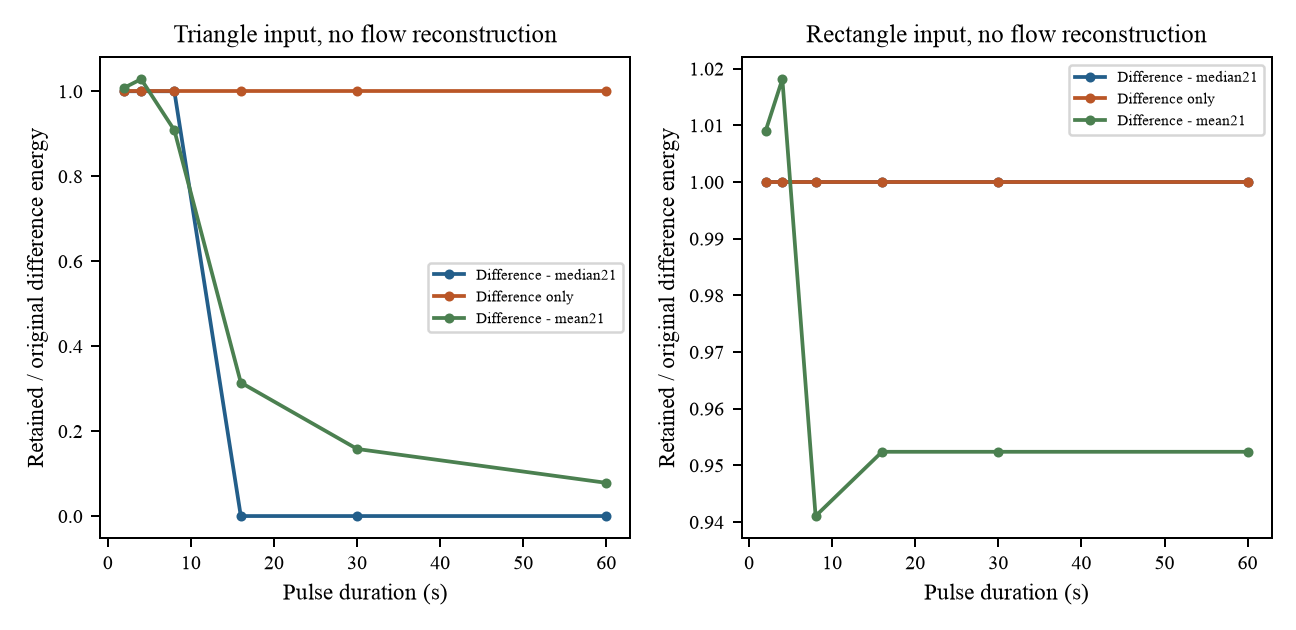 Triangle input, no flow reconstruction
Retained / original difference energy
1.0
0.8
0.6
0.4
0.2
0.0
Difference - median21
Difference only
Difference - mean21
0
10
20
30
40
50
60
Pulse duration (s)
Rectangle input, no flow reconstruction
Retained / original difference energy
1.02
1.01
1.00
0.99
0.98
0.97
0.96
0.95
0.94
Difference - median21
Difference only
Difference - mean21
0
10
20
30
40
50
60
Pulse duration (s)